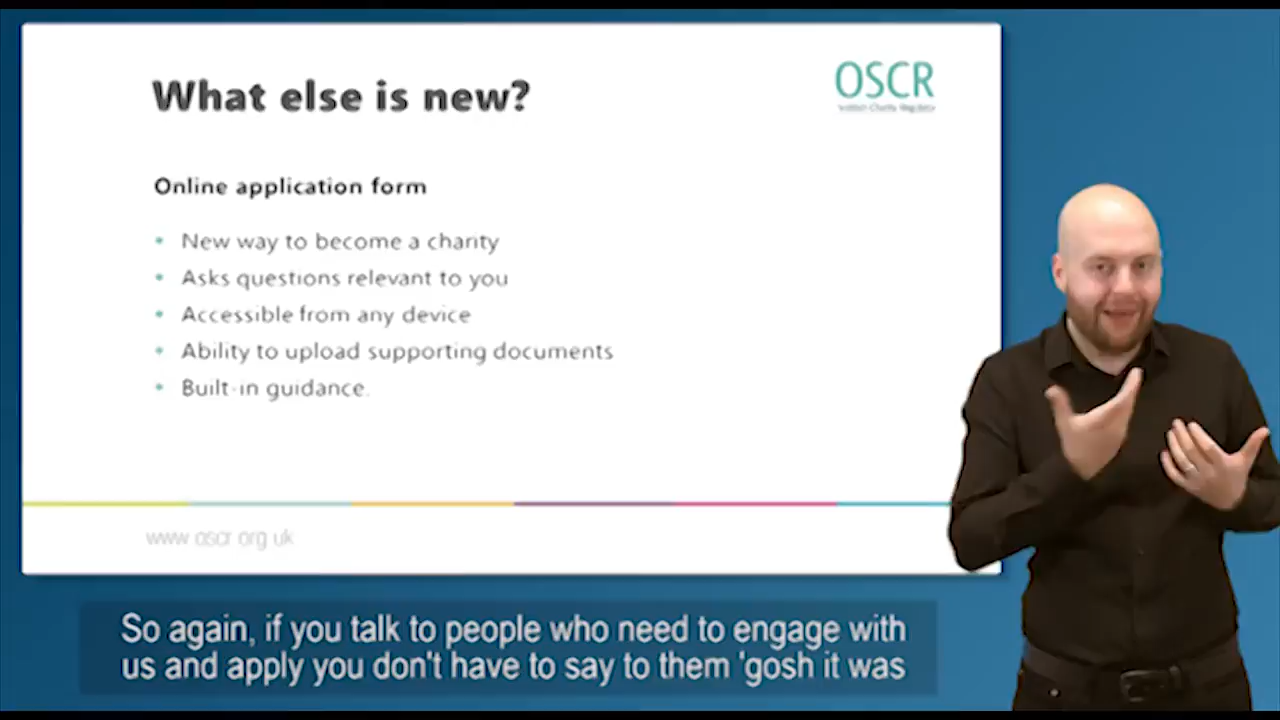 What else is new?
OSCR
Scottish Charity Regulator
Online application form
• New way to become a charity
• Asks questions relevant to you
• Accessible from any device
• Ability to upload supporting documents
• Built-in guidance.
www.oscr.org.uk
So again, if you talk to people who need to engage with
us and apply you don't have to say to them 'gosh it was